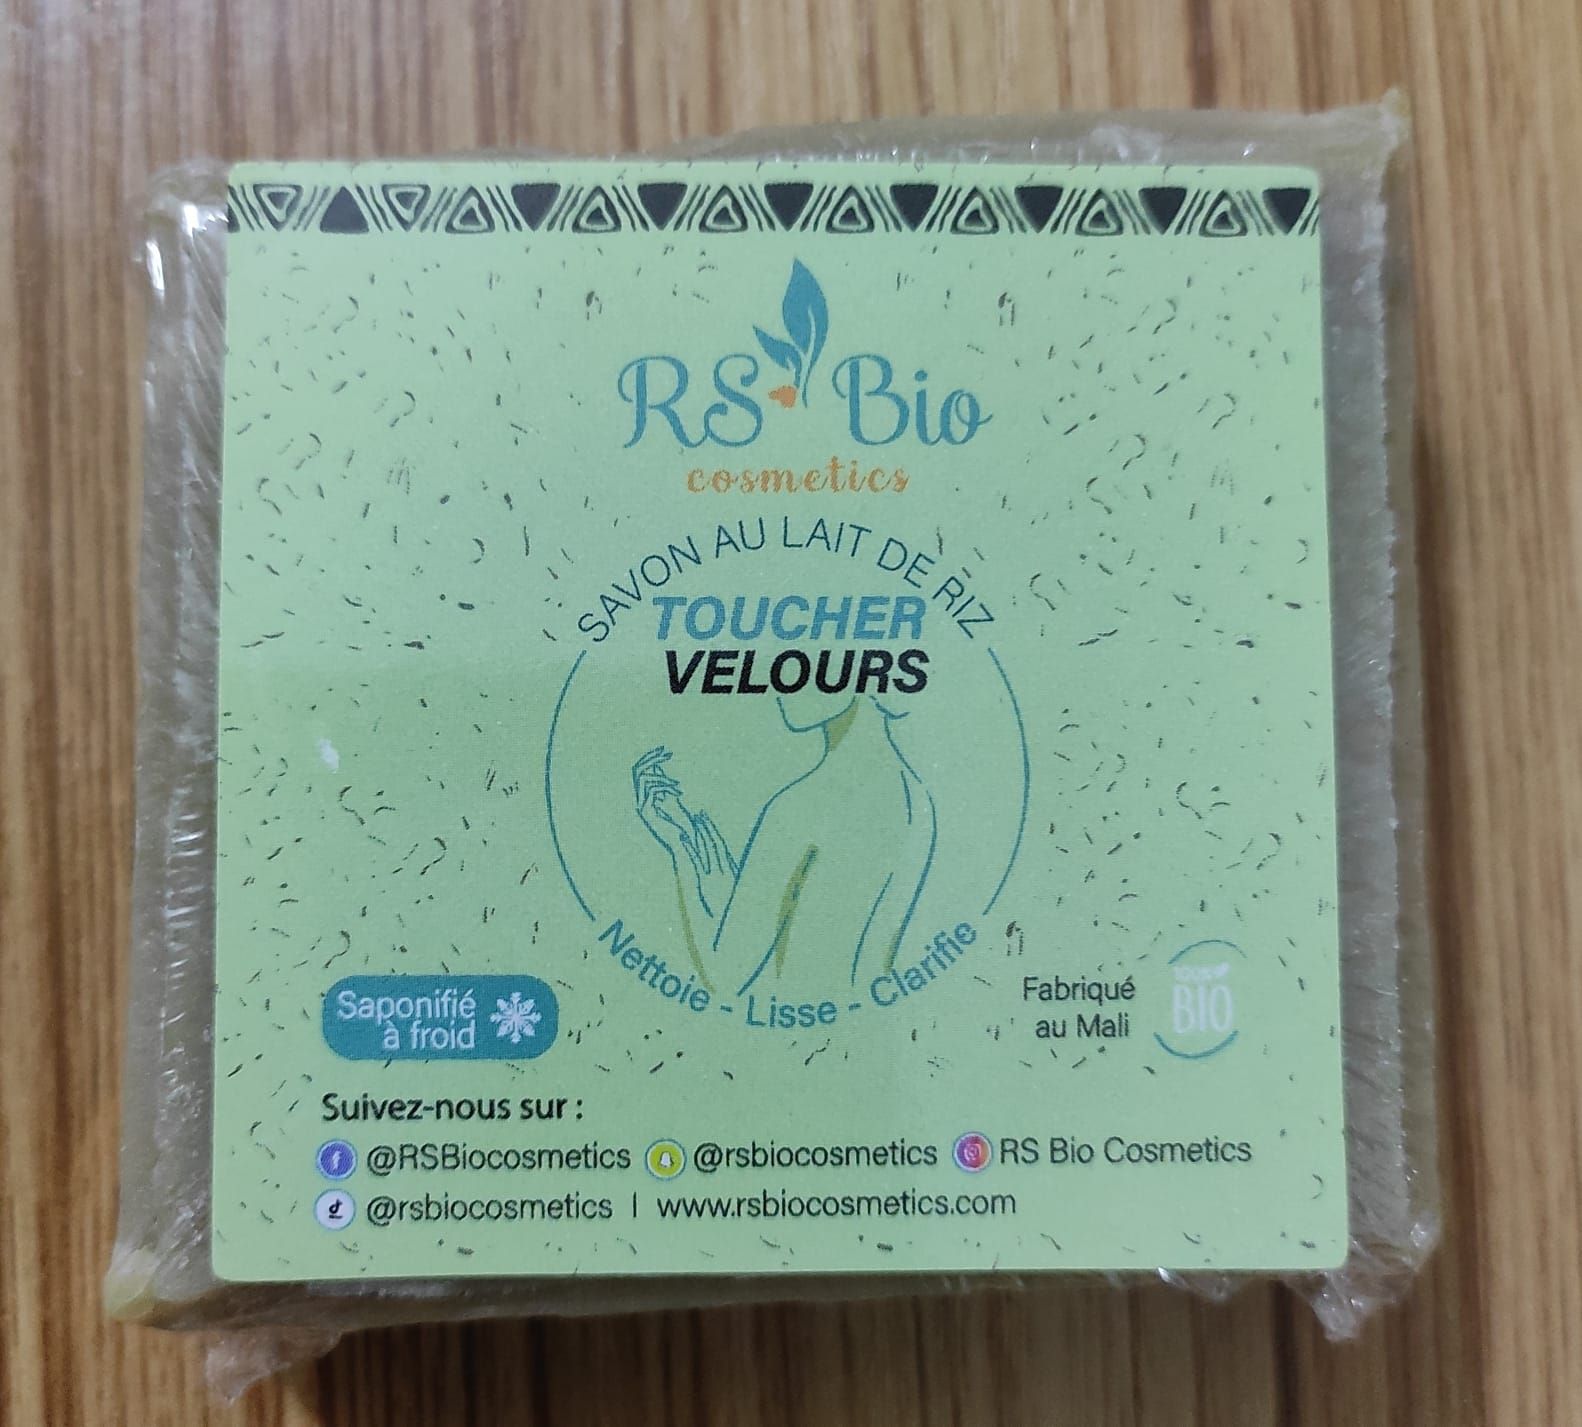 RS Bio
cosmetics
SAVON AU LAIT DE RIZ
TOUCHER
VELOURS
Nettoie - Lisse - Clarifie
Saponifié
à froid
Fabriqué
au Mali
100%
BIO
Suivez-nous sur :
@RSBiocosmetics @rsbiocosmetics RS Bio Cosmetics
@rsbiocosmetics | www.rsbiocosmetics.com